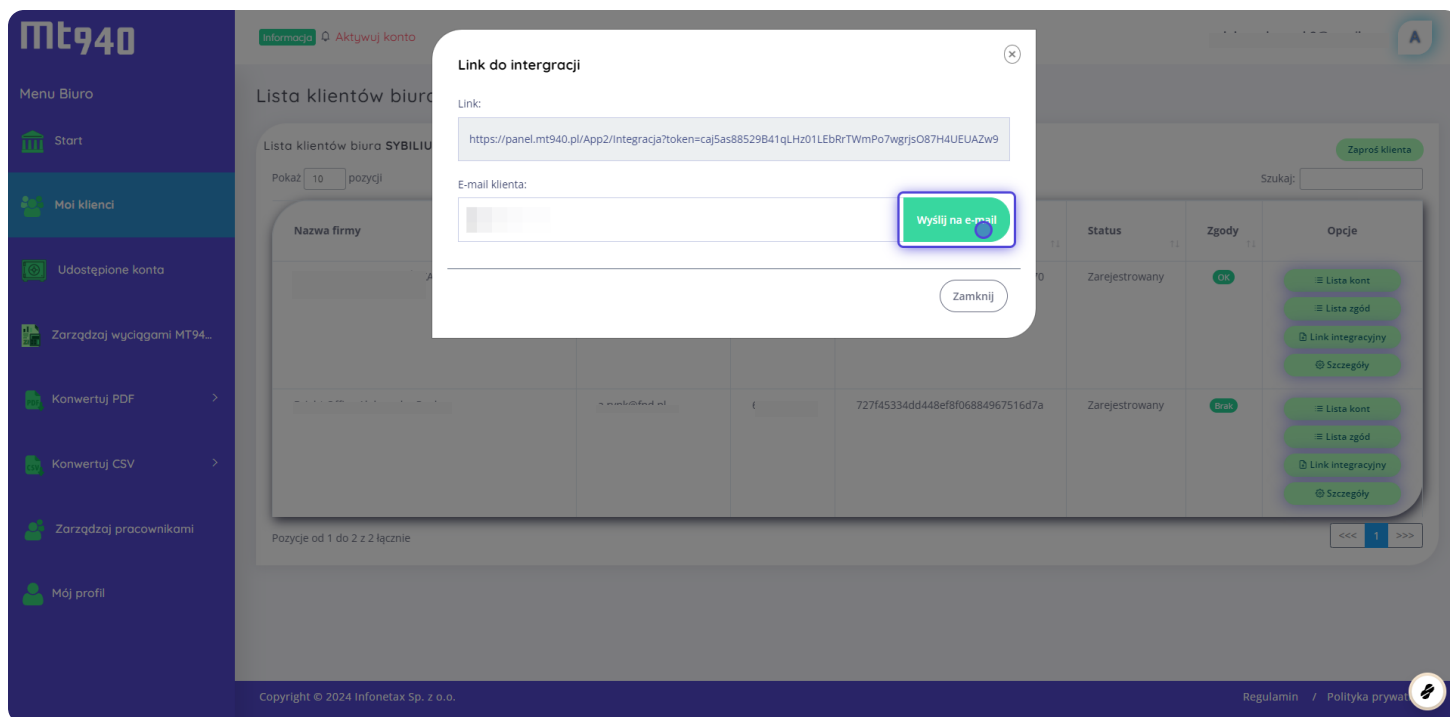 mt940
Informacja Aktywuj konto
A
Menu Biuro
Start
Moi klienci
Udostępione konta
Zarządzaj wyciągami MT94...
Konwertuj PDF
Konwertuj CSV
Zarządzaj pracownikami
Mój profil
Lista klientów biura
Lista klientów biura SYBILIU
Zaproś klienta
Pokaż 10 pozycji
Szukaj:
Link do intergracji
Link:
https://panel.mt940.pl/App2/Integracja?token=caj5as88529B41qLHz01LEbRrTWmPo7wgrjsO87H4UEUAZw9
E-mail klienta:
Wyślij na e-mail
Zamknij
Nazwa firmy Status Zgody Opcje
Zarejestrowany OK
Lista kont
Lista zgód
Link integracyjny
Szczegóły
727f45334dd448ef8f06884967516d7a Zarejestrowany Brak
Lista kont
Lista zgód
Link integracyjny
Szczegóły
Pozycje od 1 do 2 z 2 łącznie
<<< 1 >>>
Copyright © 2024 Infonetax Sp. z o.o.
Regulamin / Polityka prywat